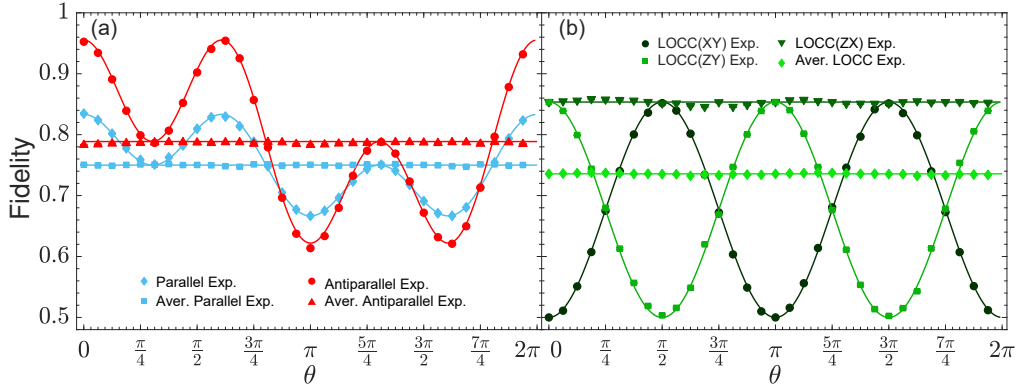 (a)
(b)
Fidelity
1
0.9
0.8
0.7
0.6
0.5
Parallel Exp.
Antiparallel Exp.
Aver. Parallel Exp.
Aver. Antiparallel Exp.
LOCC(XY) Exp.
LOCC(ZX) Exp.
LOCC(ZY) Exp.
Aver. LOCC Exp.
0 π/4 π/2 3π/4 π 5π/4 3π/2 7π/4 2π
0 π/4 π/2 3π/4 π 5π/4 3π/2 7π/4 2π
θ
θ